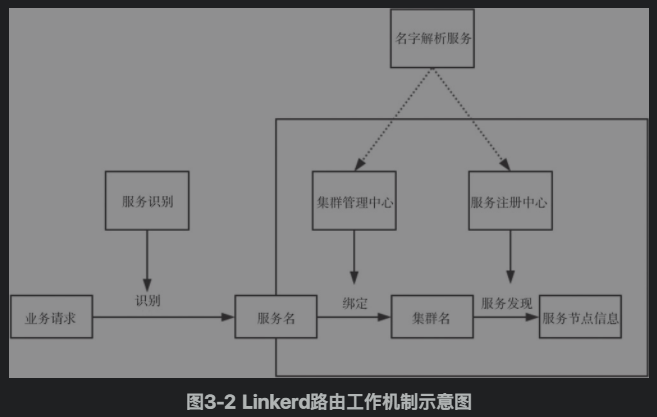 名字解析服务
服务识别
集群管理中心
服务注册中心
识别
绑定
服务发现
业务请求
服务名
集群名
服务节点信息
图3-2 Linkerd路由工作机制示意图